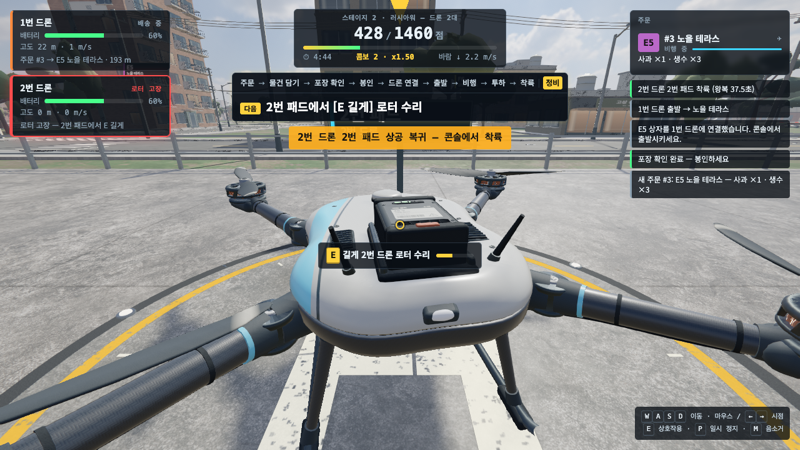 1번 드론
배송 중
배터리 60%
고도 22 m · 1 m/s
주문 #3 → E5 노을 테라스 · 193 m
2번 드론
로터 고장
배터리 60%
고도 0 m · 0 m/s
로터 고장 — 2번 패드에서 E 길게
스테이지 2 · 러시아워 — 드론 2대
428 / 1460 점
4:44
콤보 2 · x1.50
바람 → 2.2 m/s
주문 → 물건 담기 → 포장 확인 → 봉인 → 드론 연결 → 출발 → 비행 → 투하 → 착륙 정비
다음 2번 패드에서 [E 길게] 로터 수리
2번 드론 2번 패드 상공 복귀 — 콘솔에서 착륙
주문
E5
#3 노을 테라스
비행 중
사과 ×1 · 생수 ×3
2번 드론 2번 패드 착륙 (왕복 37.5초)
1번 드론 출발 → 노을 테라스
E5 상자를 1번 드론에 연결했습니다. 콘솔에서
출발시키세요.
포장 확인 완료 — 봉인하세요
새 주문 #3: E5 노을 테라스 — 사과 ×1 · 생수
×3
E 길게 2번 드론 로터 수리
W A S D 이동 · 마우스 / ← → 시점
E 상호작용 · P 일시 정지 · M 음소거